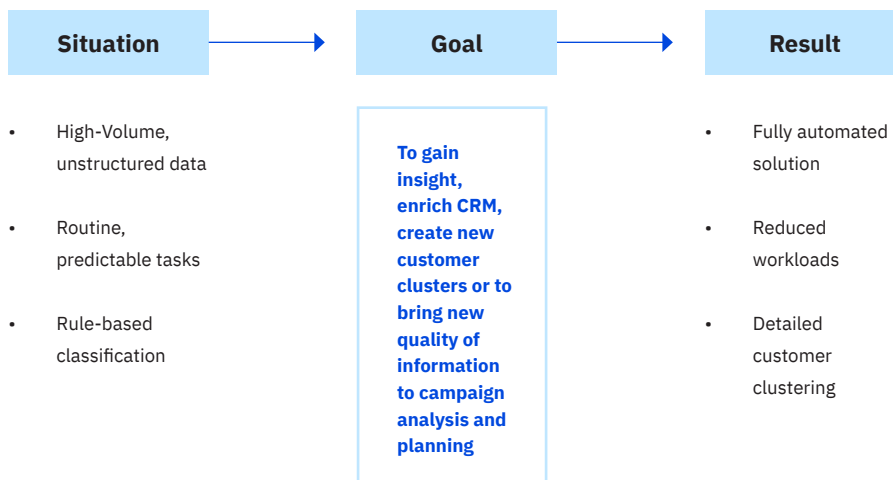 Situation
Goal
Result
• High-Volume,
unstructured data
• Routine,
predictable tasks
• Rule-based
classification
To gain
insight,
enrich CRM,
create new
customer
clusters or to
bring new
quality of
information
to campaign
analysis and
planning
• Fully automated
solution
• Reduced
workloads
• Detailed
customer
clustering